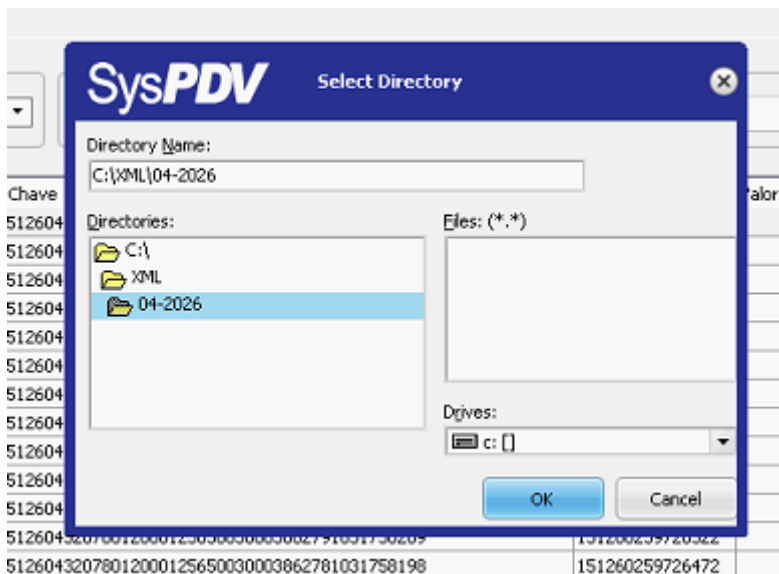 SysPDV Select Directory
Directory Name:
C:\XML\04-2026
Chave
alor
Directories:
Files: (*.*)
512604
C:\
512604
XML
512604
04-2026
512604
512604
512604
512604
512604
Drives:
512604
c: []
512604
512604
OK Cancel
51260432078012000125650030003862781031758198 151260259726472